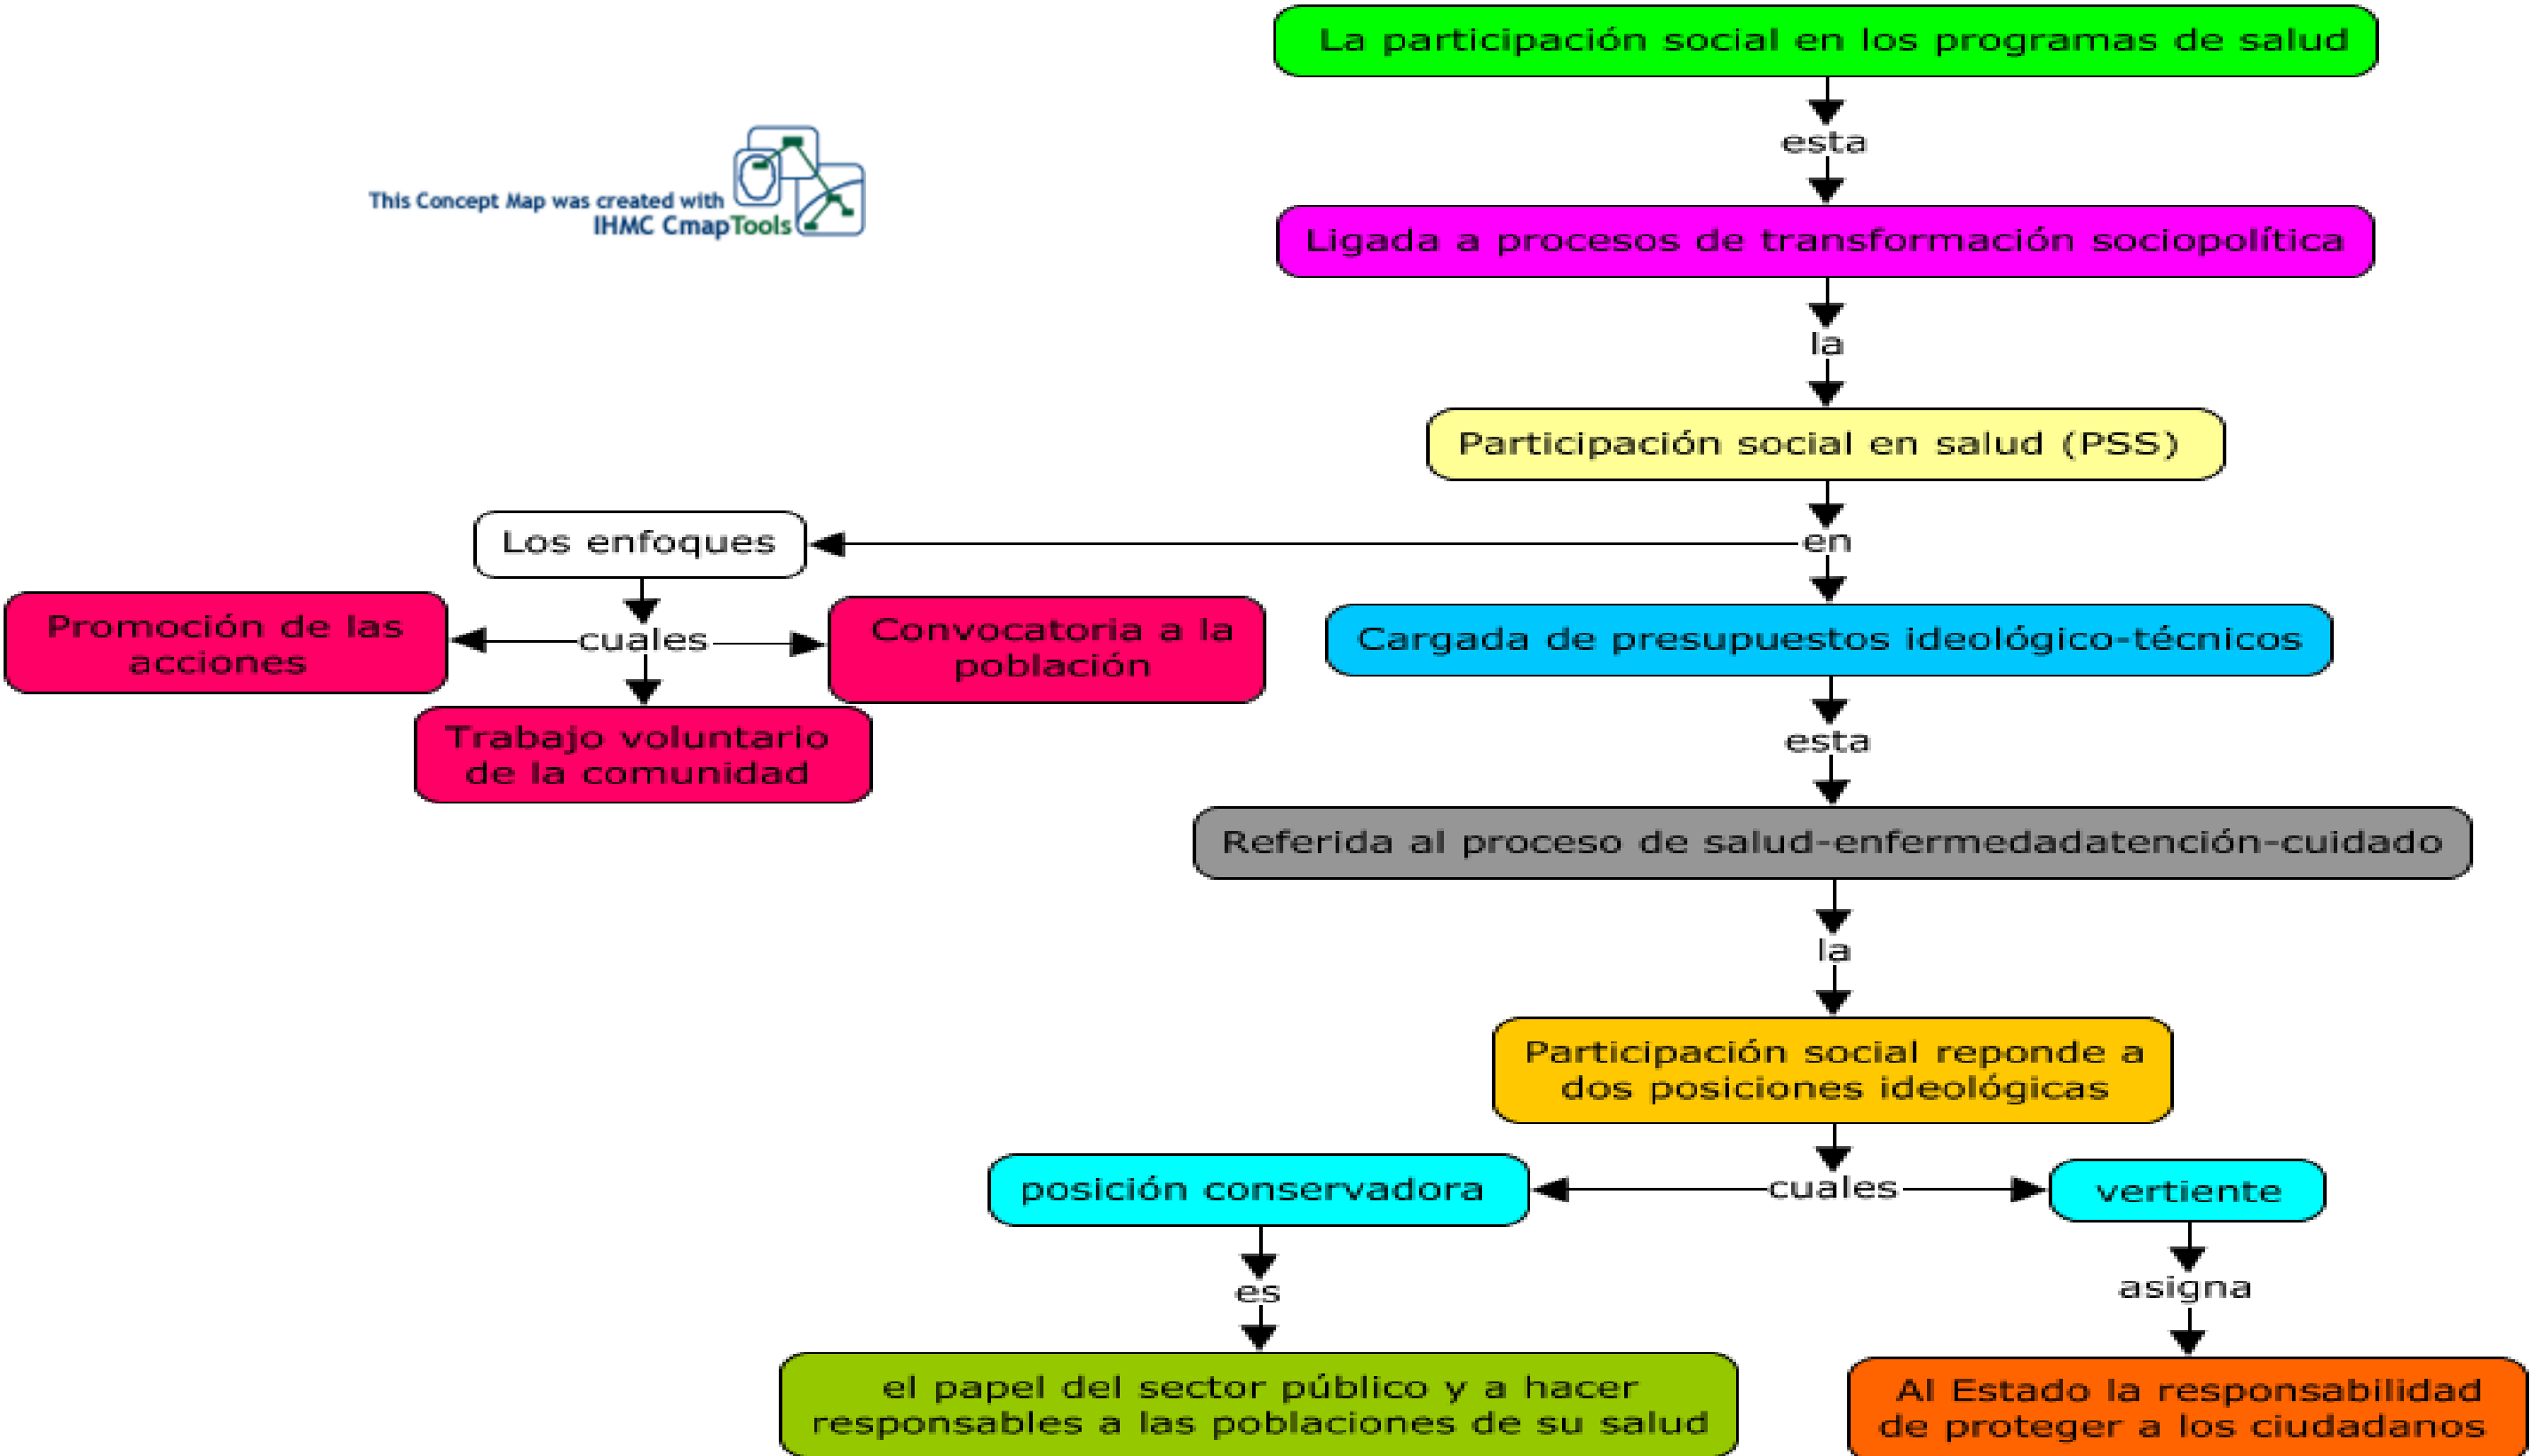 La participación social en los programas de salud
esta
This Concept Map was created with
IHMC CmapTools
Ligada a procesos de transformación sociopolítica
la
Participación social en salud (PSS)
Los enfoques
en
Promoción de las
acciones
cuales
Convocatoria a la
población
Cargada de presupuestos ideológico-técnicos
Trabajo voluntario
de la comunidad
esta
Referida al proceso de salud-enfermedadatención-cuidado
la
Participación social reponde a
dos posiciones ideológicas
posición conservadora
cuales
vertiente
es
asigna
el papel del sector público y a hacer
responsables a las poblaciones de su salud
Al Estado la responsabilidad
de proteger a los ciudadanos